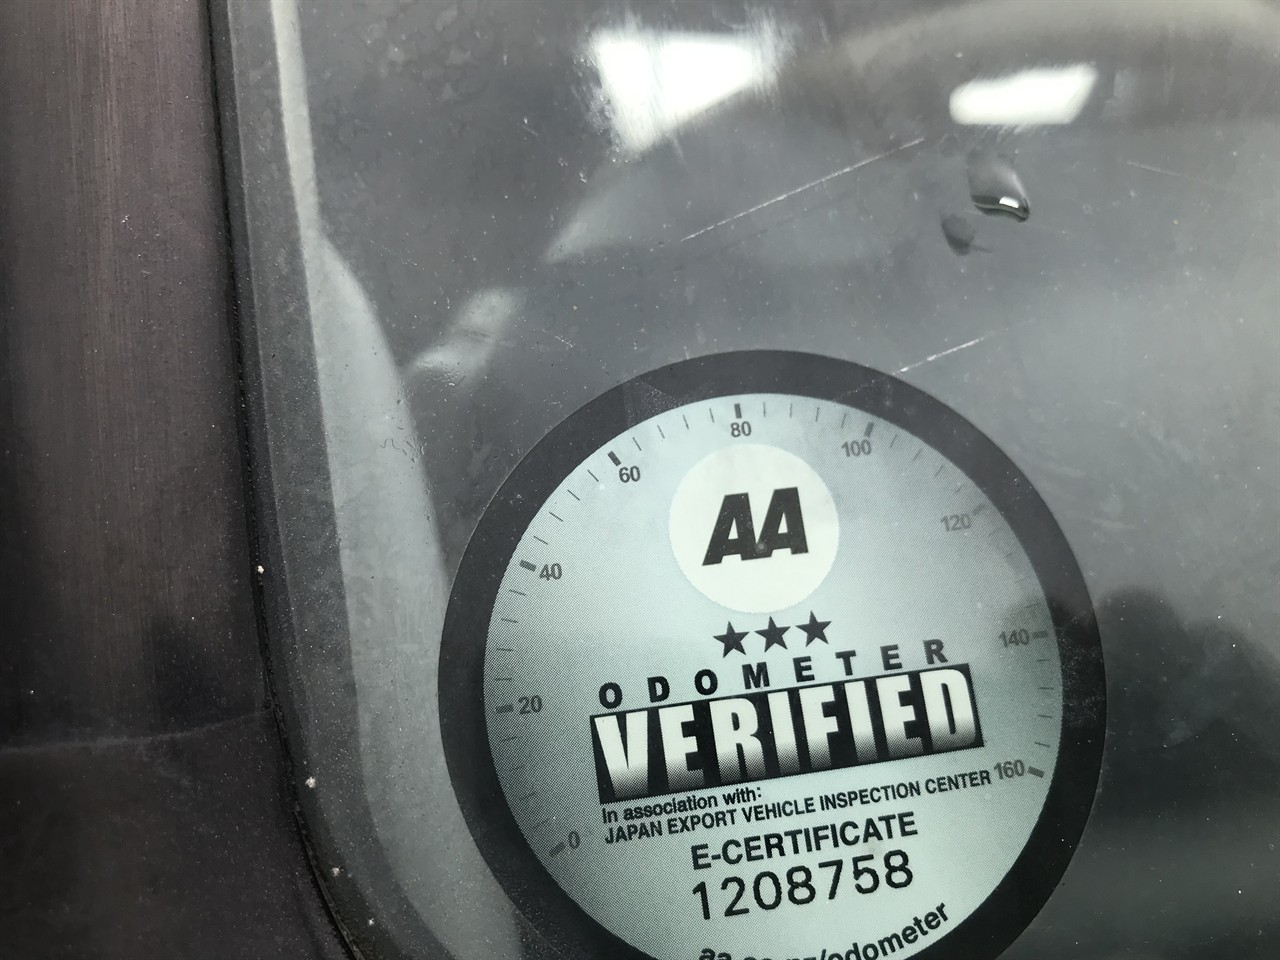 0
20
40
60
80
100
120
140
160
AA
ODOMETER
VERIFIED
In association with:
JAPAN EXPORT VEHICLE INSPECTION CENTER
E-CERTIFICATE
1208758
/odometer